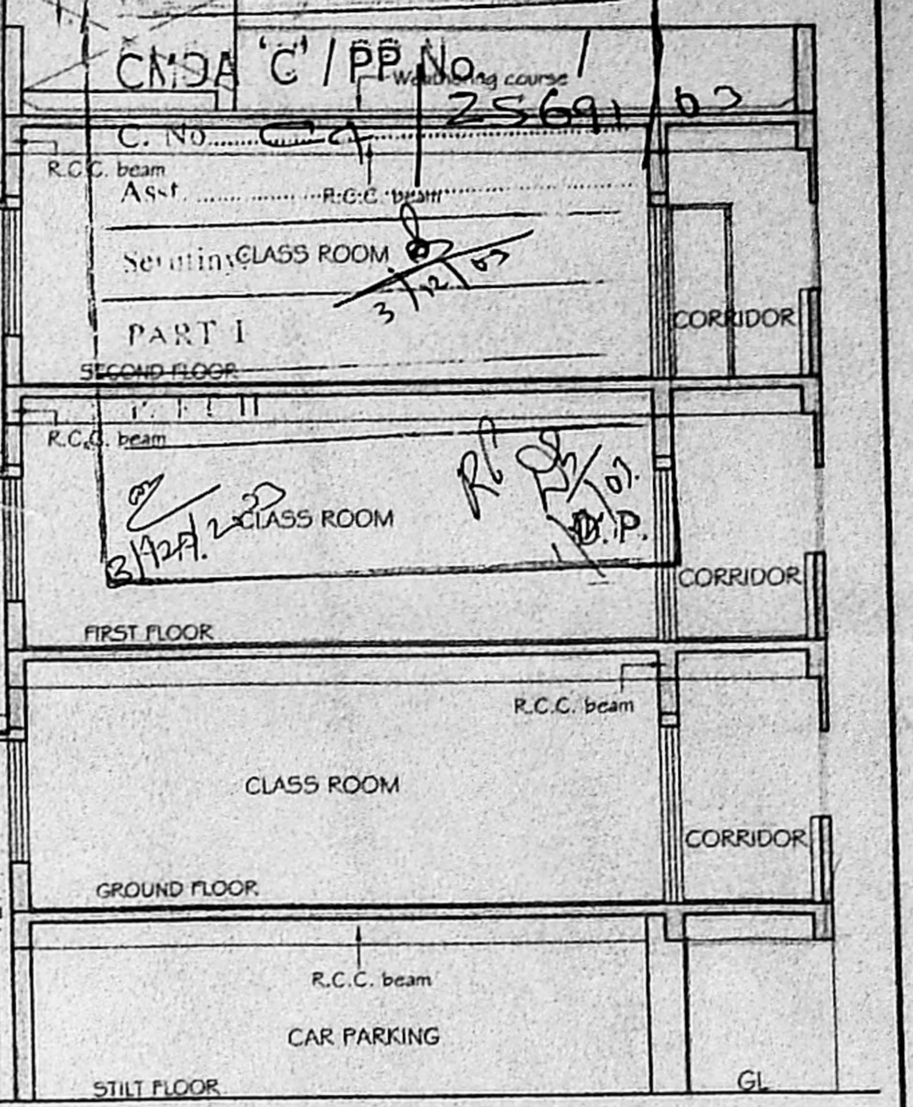 CMDA 'C' / PP No /
Weathering course
25691 03
C. No
R.C.C. beam
Asst
R.C.C. beam
Scrutiny
CLASS ROOM
3/12/03
CORRIDOR
PART I
SECOND FLOOR
R.C.C. beam
CLASS ROOM
D.P.
CORRIDOR
FIRST FLOOR
R.C.C. beam
CLASS ROOM
CORRIDOR
GROUND FLOOR
R.C.C. beam
CAR PARKING
STILT FLOOR
GL